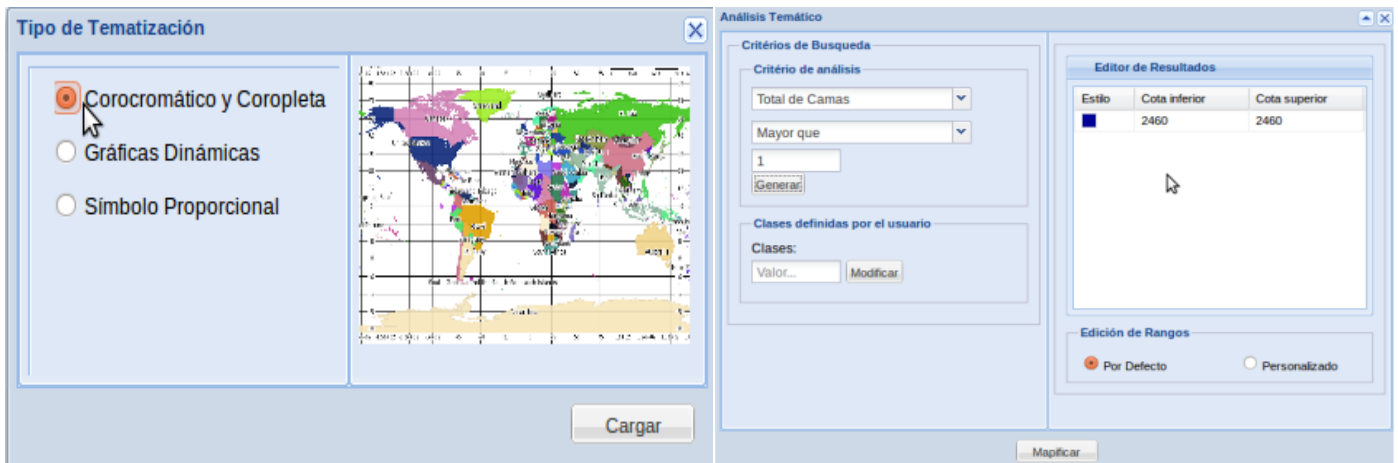 Tipo de Tematización
Corocromático y Coropleta
Gráficas Dinámicas
Símbolo Proporcional
Cargar
Análisis Temático
Critérios de Busqueda
Critério de análisis
Total de Camas
Mayor que
1
Generar
Clases definidas por el usuario
Clases:
Valor...
Modificar
Editor de Resultados
Estilo Cota inferior Cota superior
2460 2460
Edición de Rangos
Por Defecto Personalizado
Mapificar